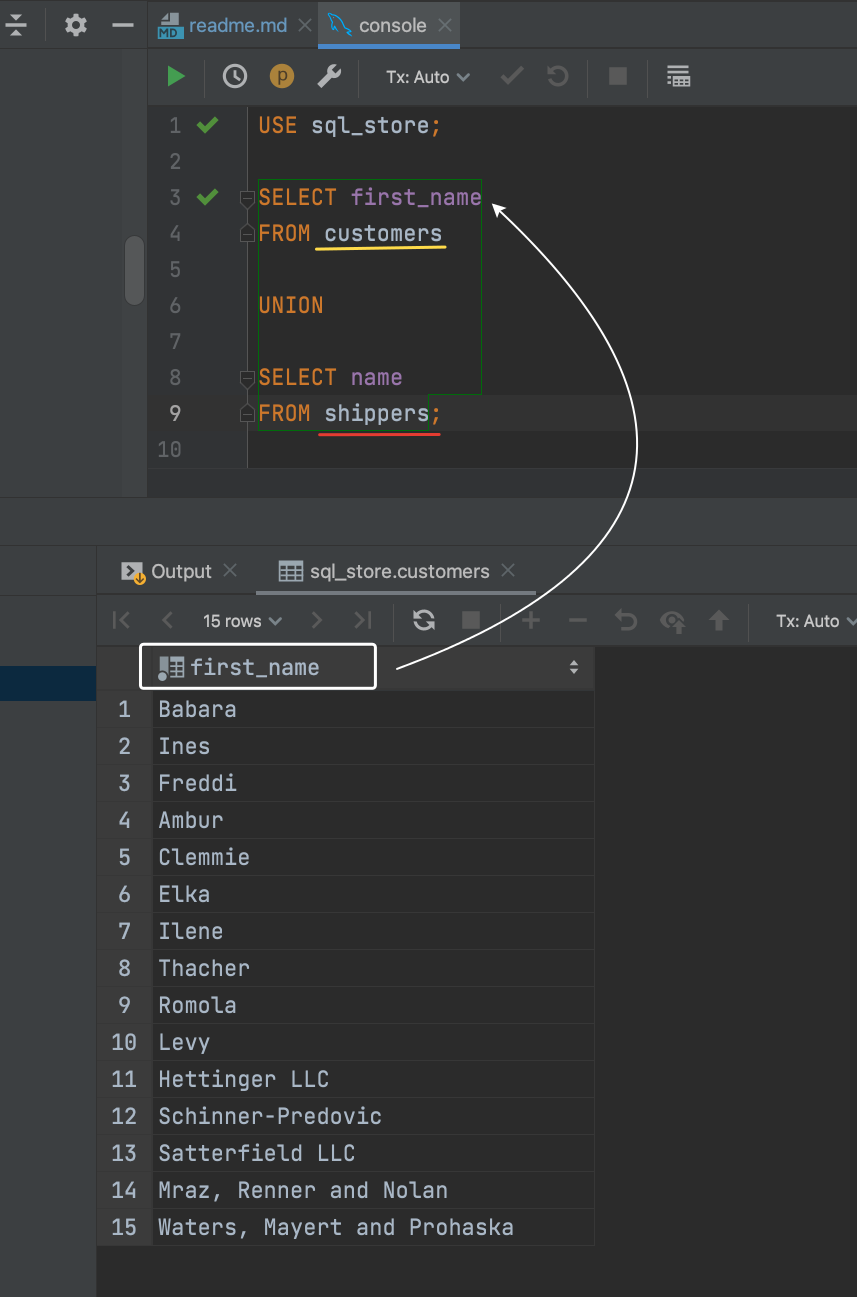 readme.md console
Tx: Auto
1 USE sql_store;
2
3 SELECT first_name
4 FROM customers
5
6 UNION
7
8 SELECT name
9 FROM shippers;
10
Output sql_store.customers
15 rows Tx: Auto
first_name
1 Babara
2 Ines
3 Freddi
4 Ambur
5 Clemmie
6 Elka
7 Ilene
8 Thacher
9 Romola
10 Levy
11 Hettinger LLC
12 Schinner-Predovic
13 Satterfield LLC
14 Mraz, Renner and Nolan
15 Waters, Mayert and Prohaska